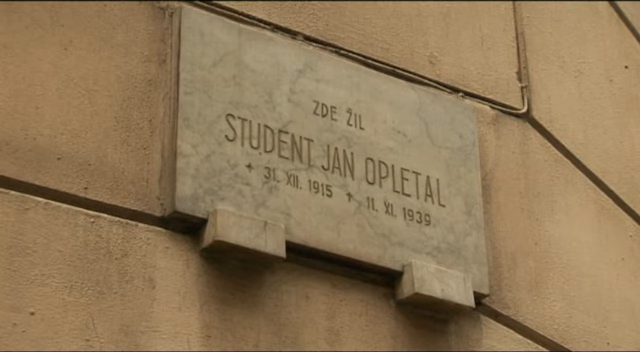 ZDE ŽIL
STUDENT JAN OPLETAL
+ 31. XII. 1915 + 11. XI. 1939